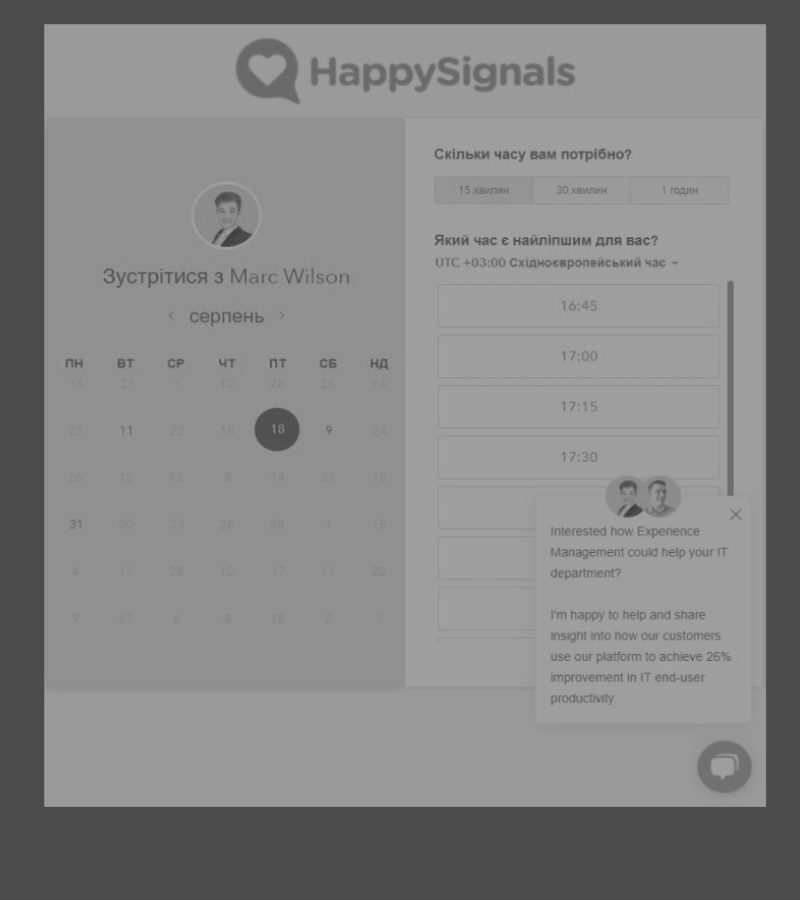 HappySignals
Зустрітися з Marc Wilson
серпень
ПН ВТ СР ЧТ ПТ СБ НД
16 23 1 12 28 26 14
22 11 22 18 18 9 24
26 12 12 8 14 25 15
31 30 23 26 28 1 15
4 11 28 12 17 11 22
9 27 6 8 15 2 1
Скільки часу вам потрібно?
15 хвилин 30 хвилин 1 годин
Який час є найліпшим для вас?
UTC +03:00 Східноєвропейський час
16:45
17:00
17:15
17:30
Interested how Experience
Management could help your IT
department?
I'm happy to help and share
insight into how our customers
use our platform to achieve 26%
improvement in IT end-user
productivity.